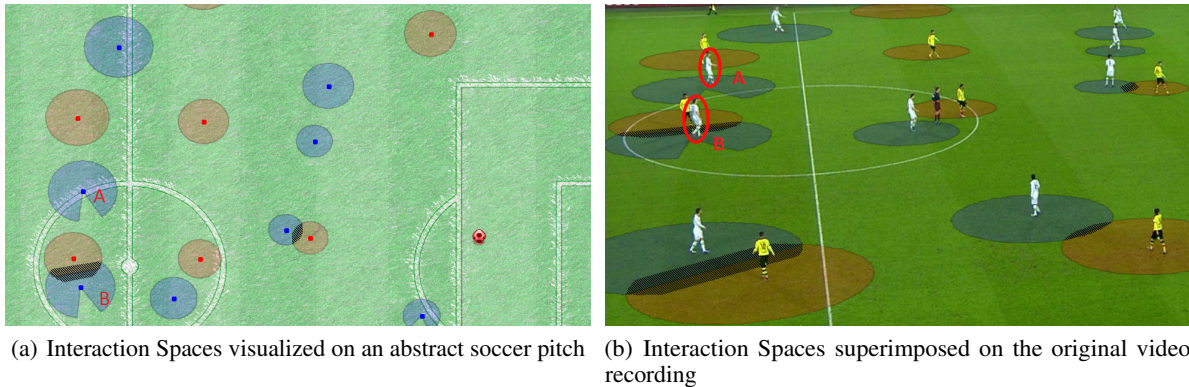 A
B
A
B
(a) Interaction Spaces visualized on an abstract soccer pitch
(b) Interaction Spaces superimposed on the original video
recording